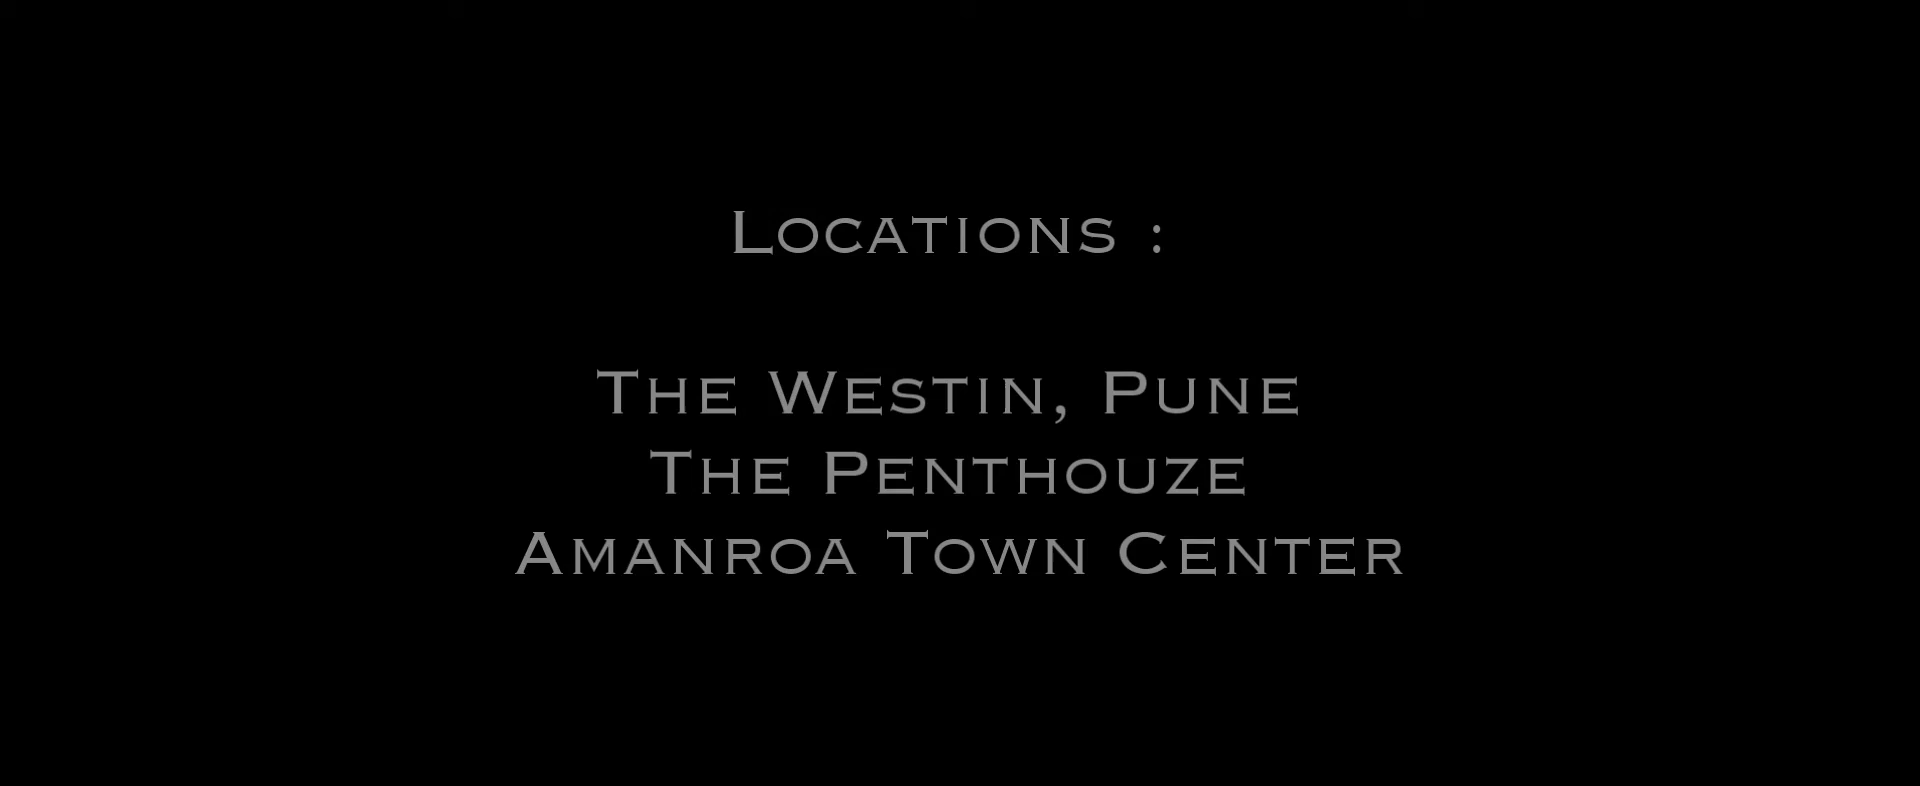 Locations :
The Westin, Pune
The Penthouze
Amanroa Town Center